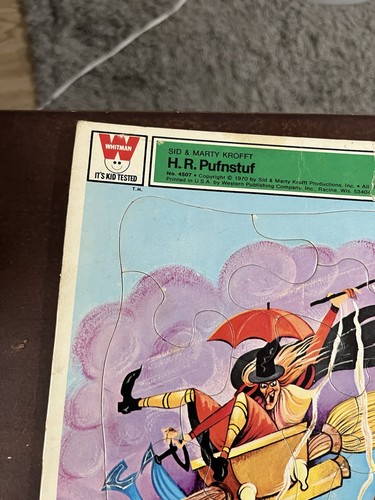 WHITMAN
IT'S KID TESTED
T.M.
SID & MARTY KROFFT
H.R. Pufnstuf
No. 4507 • Copyright © 1970 by Sid & Marty Krofft Productions, Inc. • All
Printed in U.S.A. by Western Publishing Company, Inc., Racine, Wis. 53404